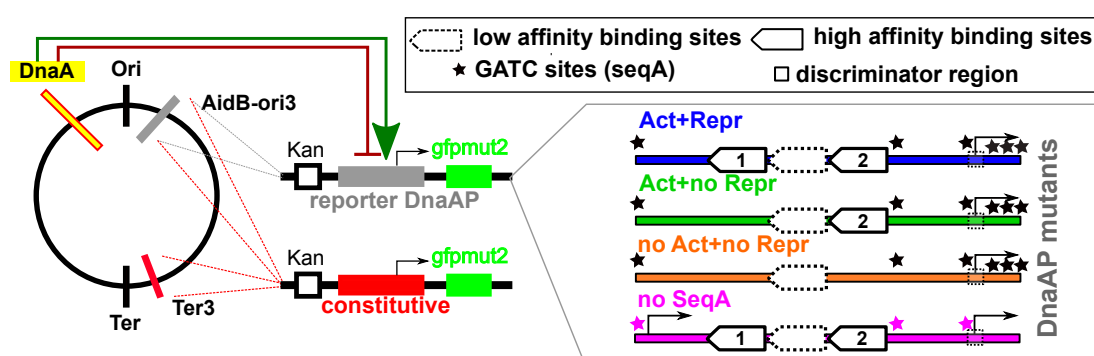 DnaA
Ori
AidB-ori3
Kan
gfpmut2
reporter DnaAP
Kan
gfpmut2
constitutive
Ter3
Ter
low affinity binding sites
high affinity binding sites
GATC sites (seqA)
discriminator region
Act+Repr
1
2
Act+no Repr
2
no Act+no Repr
no SeqA
1
2
DnaAP mutants